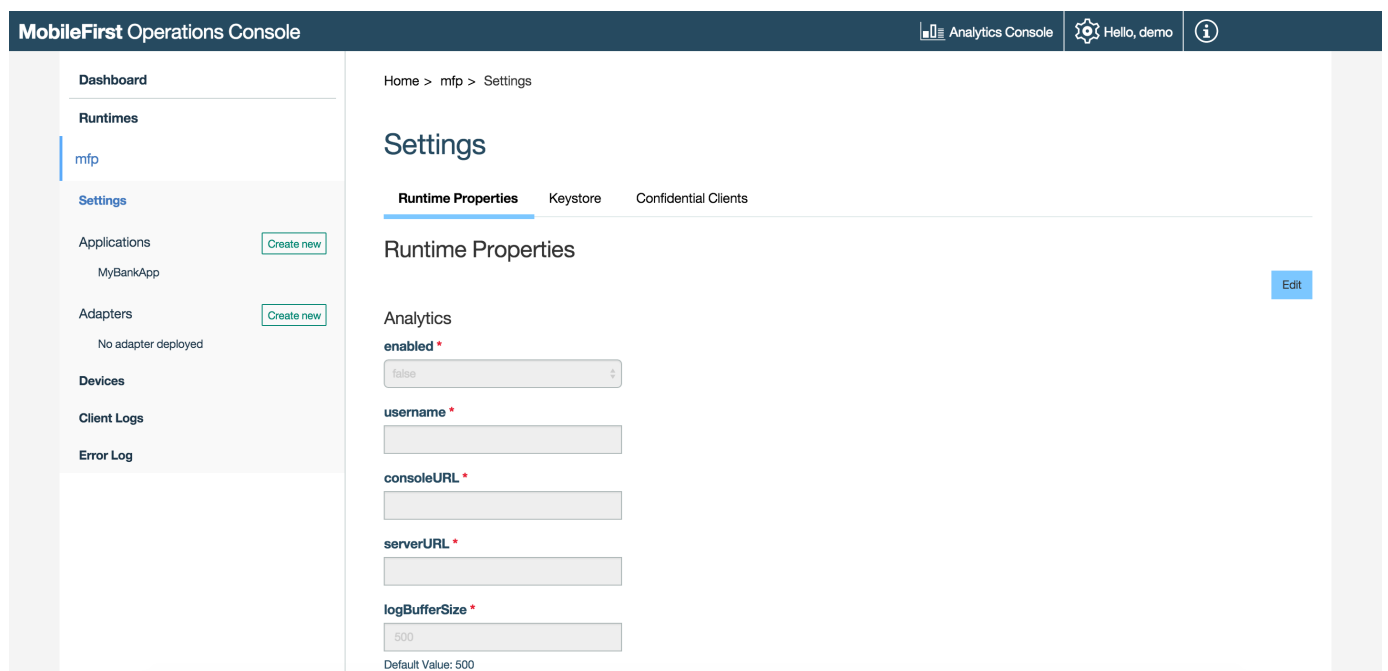 MobileFirst Operations Console
Analytics Console
Hello, demo
Dashboard
Runtimes
mfp
Settings
Applications
Create new
MyBankApp
Adapters
Create new
No adapter deployed
Devices
Client Logs
Error Log
Home > mfp > Settings
Settings
Runtime Properties Keystore Confidential Clients
Runtime Properties
Edit
Analytics
enabled *
false
username *
consoleURL *
serverURL *
logBufferSize *
500
Default Value: 500